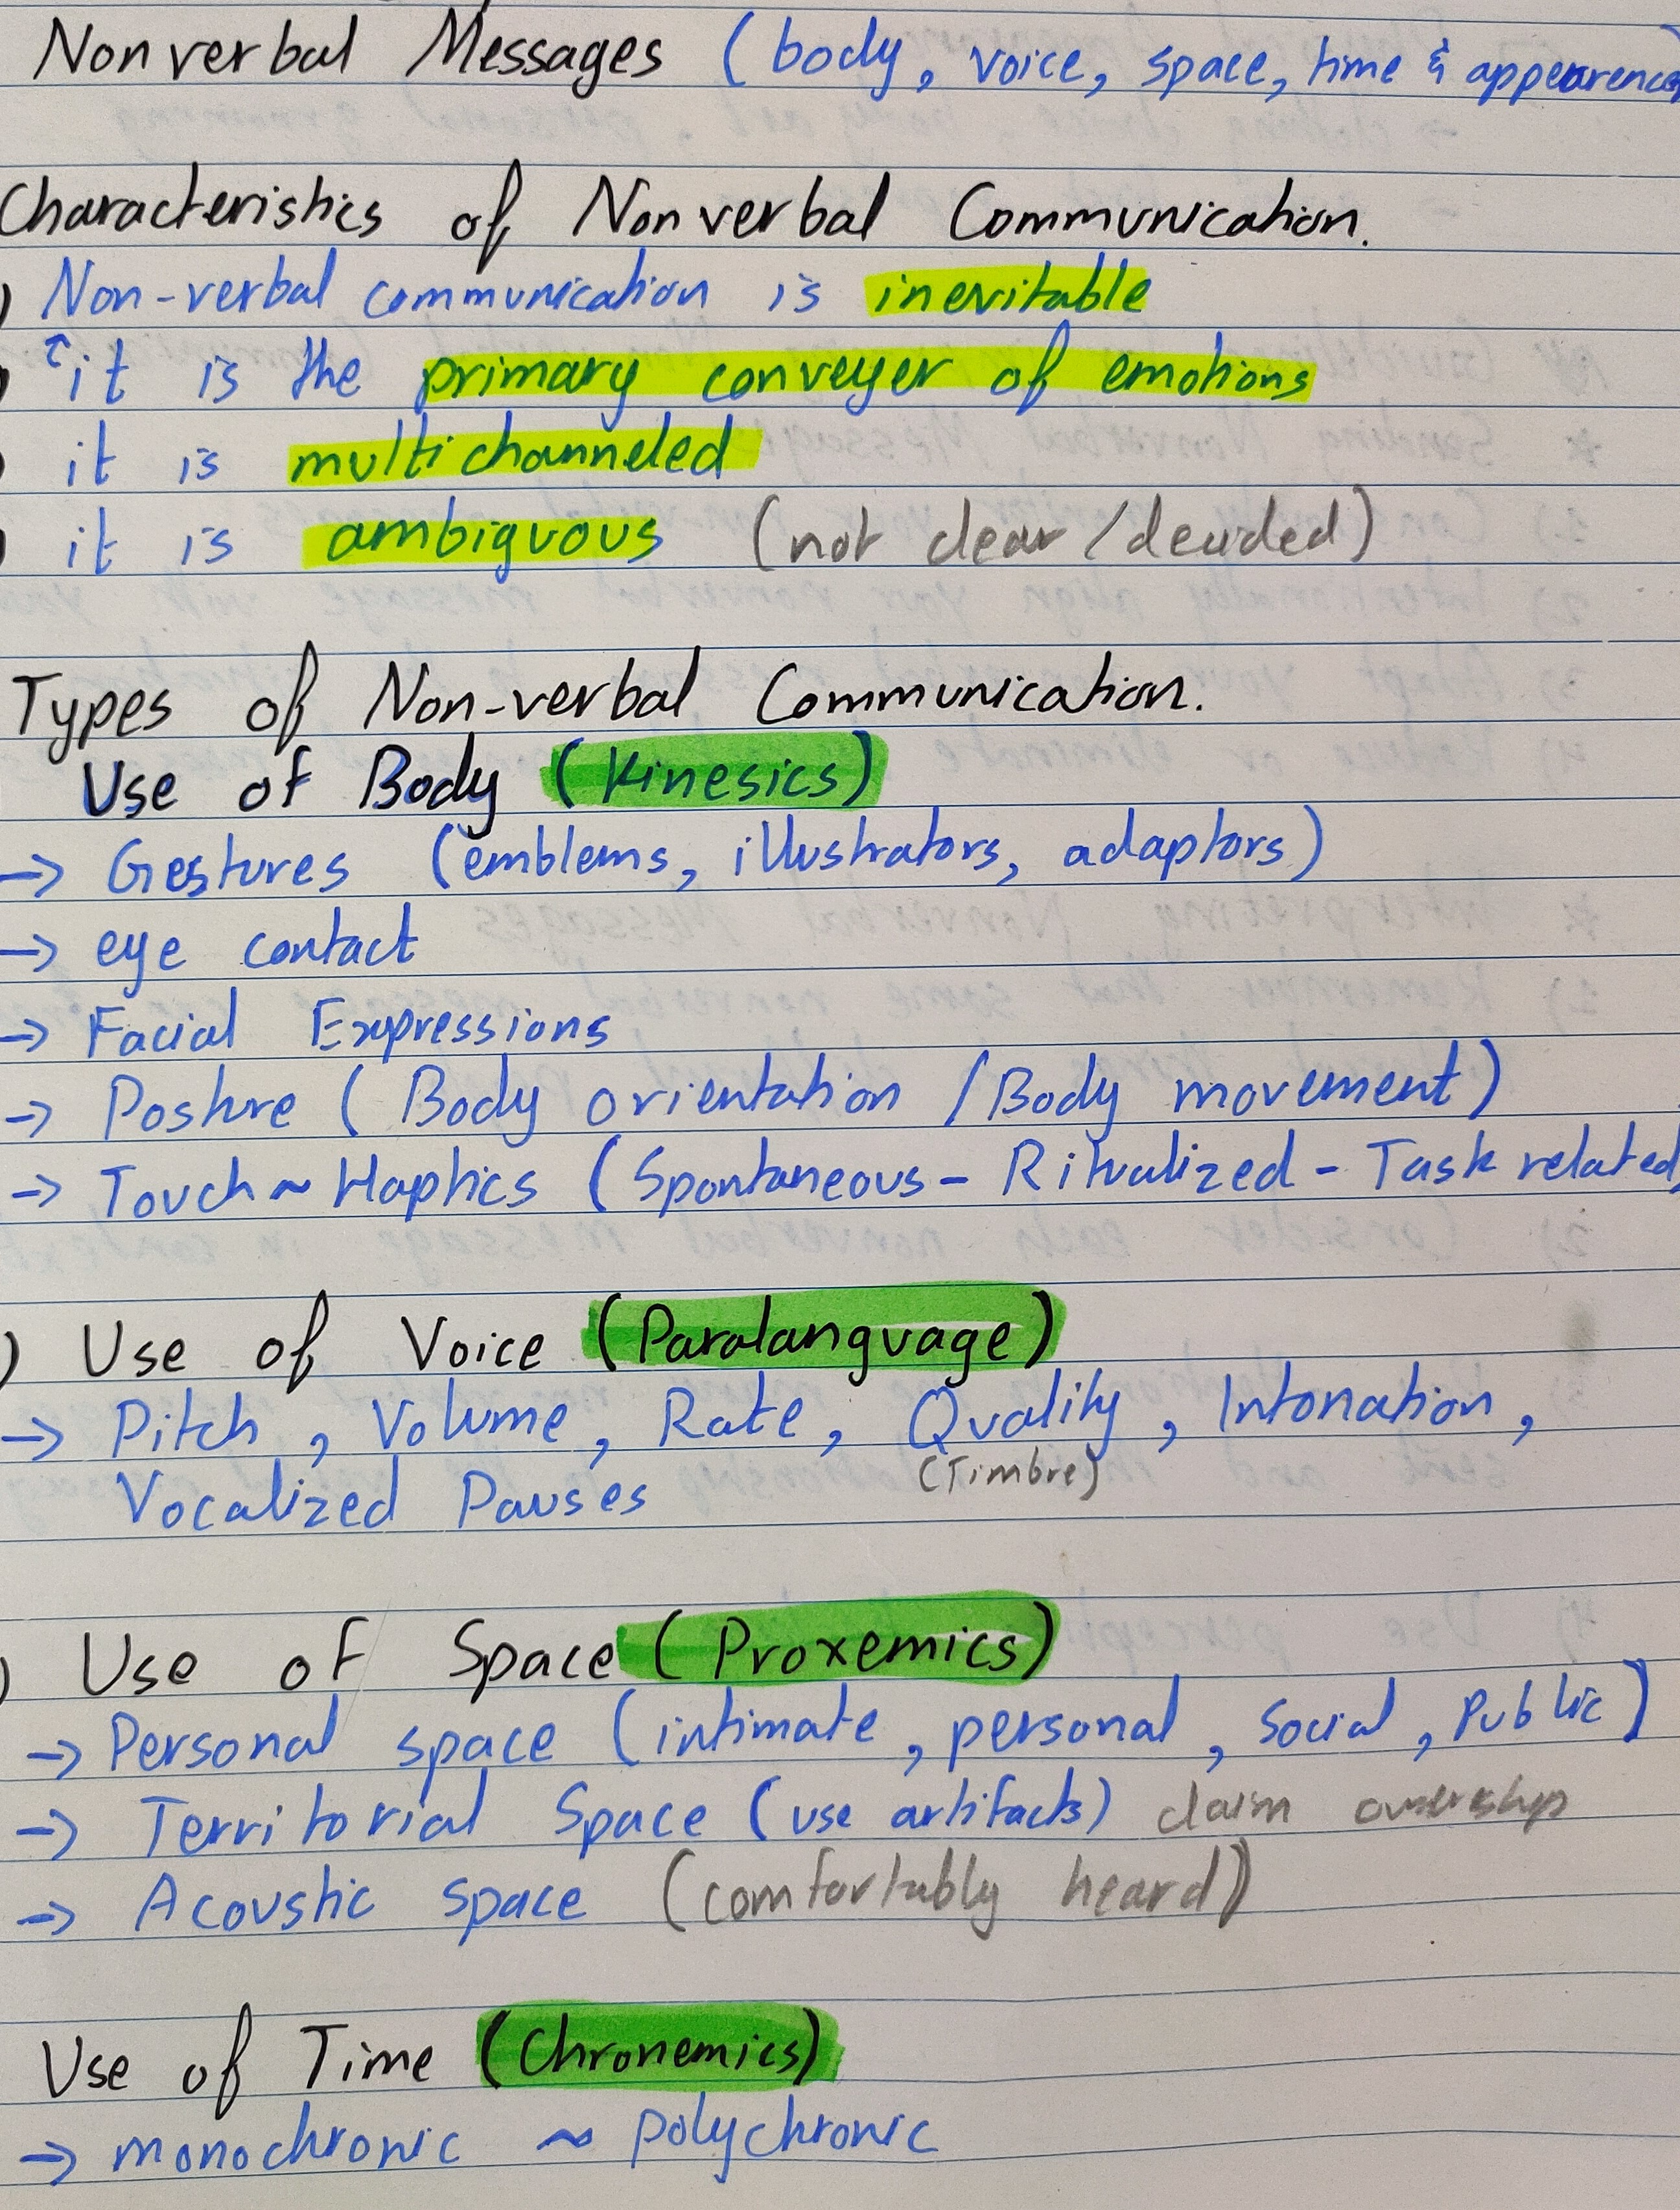 Nonverbal Messages (body, voice, space, time & appearence)
Characteristics of Nonverbal Communication.
) Non-verbal communication is inevitable
) it is the primary conveyer of emotions
) it is multichanneled
) it is ambiguous (not clear/decided)
Types of Non-verbal Communication.
Use of Body (Kinesics)
→ Gestures (emblems, illustrators, adaptors)
→ eye contact
→ Facial Expressions
→ Posture (Body orientation / Body movement)
→ Touch ~ Haptics (Spontaneous - Ritualized - Task related)
) Use of Voice (Paralanguage)
→ Pitch, Volume, Rate, Quality, Intonation,
(Timbre)
Vocalized Pauses
) Use of Space (Proxemics)
→ Personal space (intimate, personal, social, Public)
→ Territorial Space (use artifacts) claim ownership
→ Acoustic space (comfortably heard)
Use of Time (Chronemics)
→ monochronic ~ polychronic